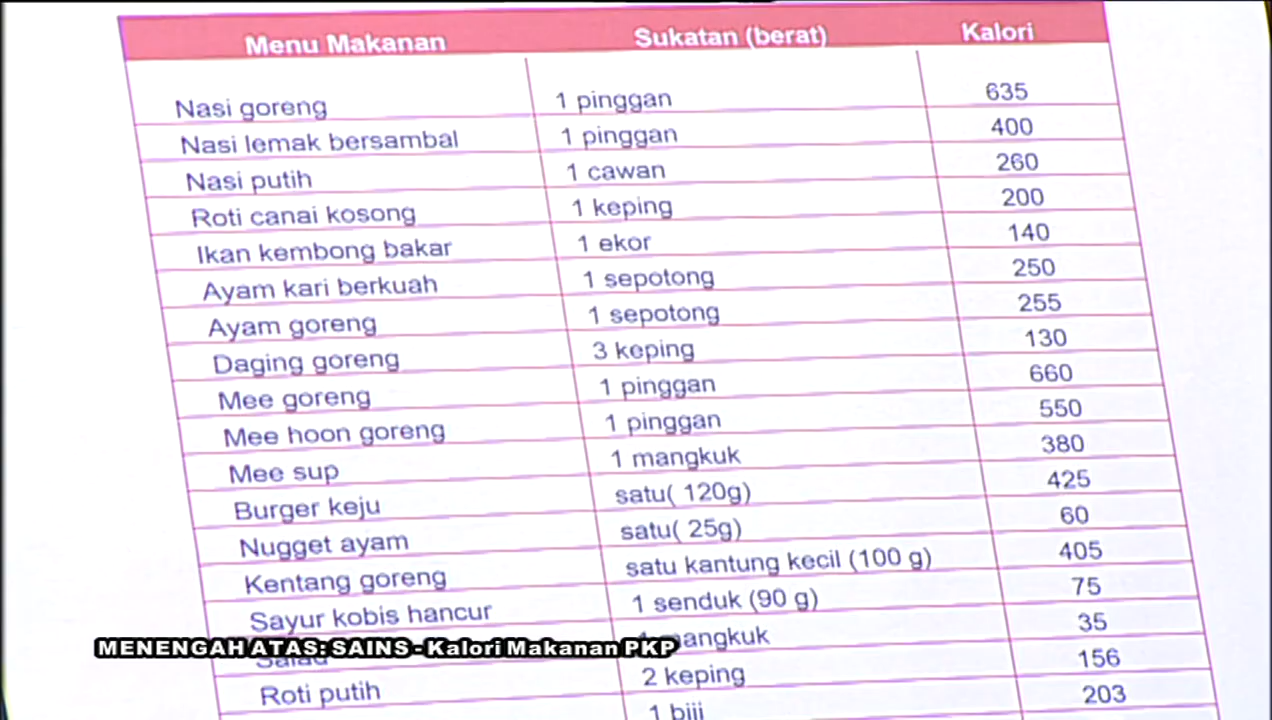 Menu Makanan Sukatan (berat) Kalori
Nasi goreng 1 pinggan 635
Nasi lemak bersambal 1 pinggan 400
Nasi putih 1 cawan 260
Roti canai kosong 1 keping 200
Ikan kembong bakar 1 ekor 140
Ayam kari berkuah 1 sepotong 250
Ayam goreng 1 sepotong 255
Daging goreng 3 keping 130
Mee goreng 1 pinggan 660
Mee hoon goreng 1 pinggan 550
Mee sup 1 mangkuk 380
Burger keju satu( 120g) 425
Nugget ayam satu( 25g) 60
Kentang goreng satu kantung kecil (100 g) 405
Sayur kobis hancur 1 senduk (90 g) 75
Salad 1 mangkuk 35
MENENGAH ATAS: SAINS - Kalori Makanan PKP
Roti putih 2 keping 156
1 biji 203